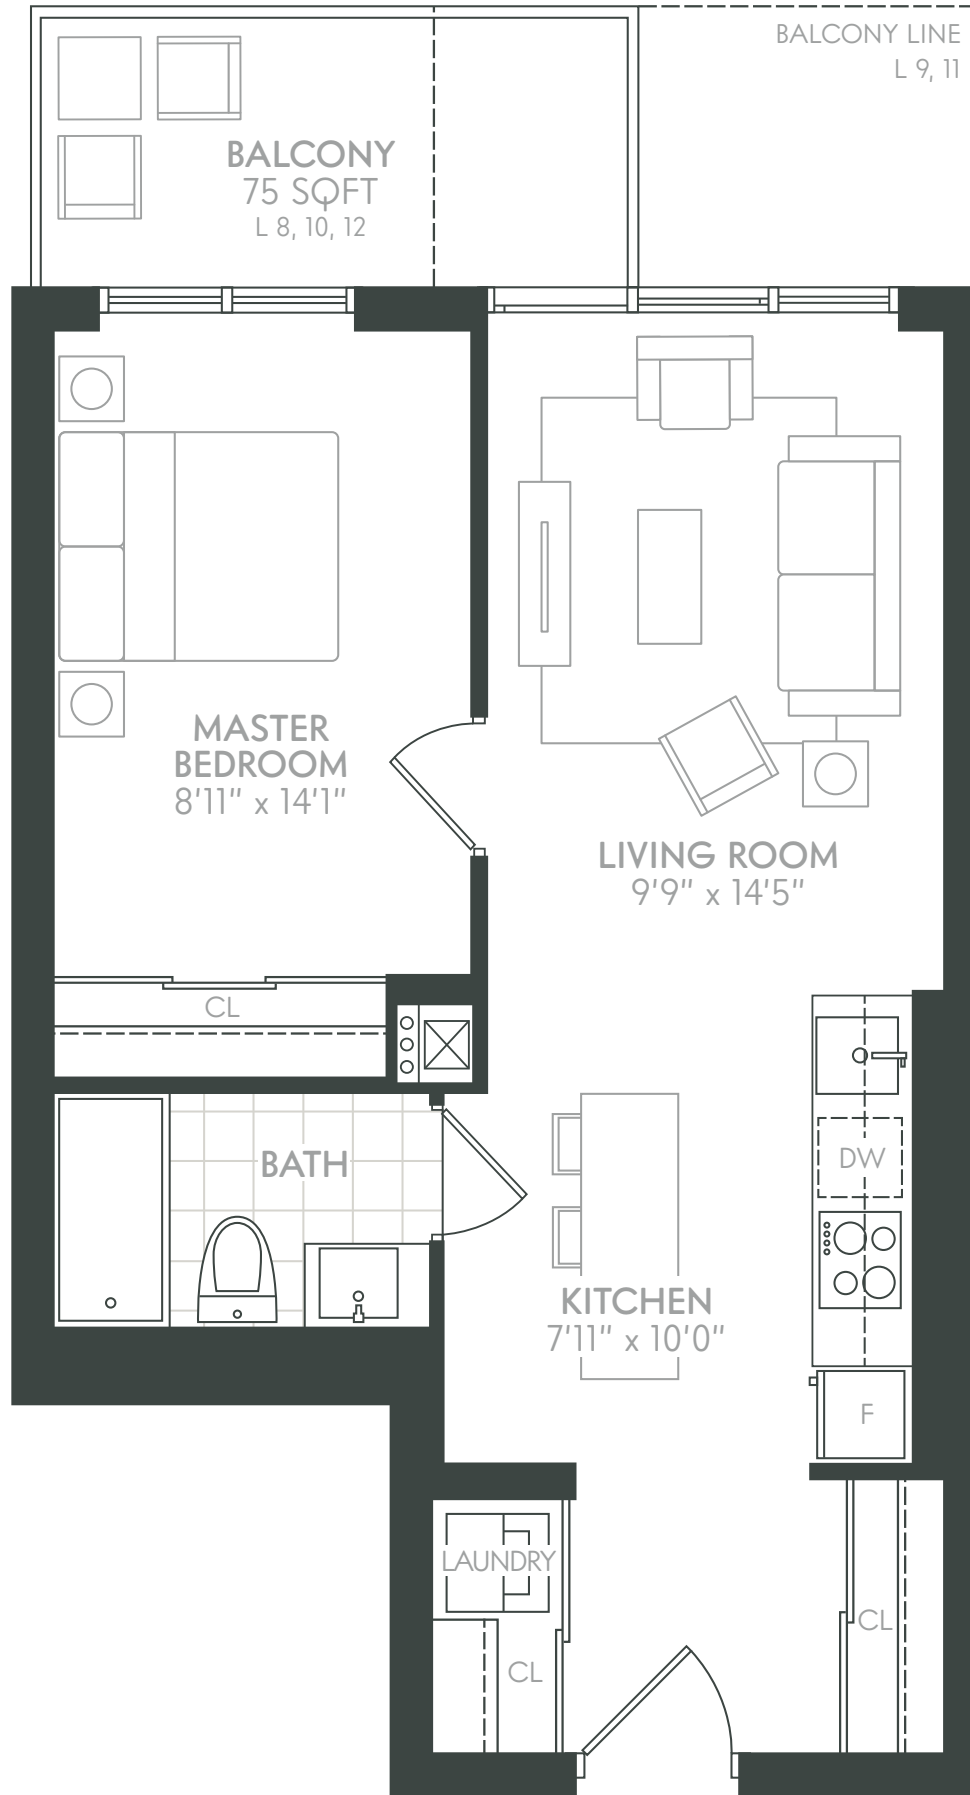 BALCONY LINE
L 9, 11
BALCONY
75 SQFT
L 8, 10, 12
MASTER
BEDROOM
8'11" x 14'1"
LIVING ROOM
9'9" x 14'5"
CL
BATH
DW
KITCHEN
7'11" x 10'0"
F
LAUNDRY
CL
CL